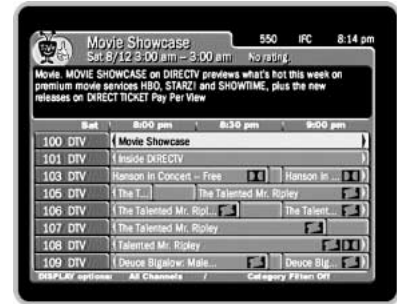 Movie Showcase 550 IFC 8:14 pm
Sat 8/12 3:00 am – 3:00 am No rating.
Movie. MOVIE SHOWCASE on DIRECTV previews what's hot this week on
premium movie services HBO, STARZ! and SHOWTIME, plus the new
releases on DIRECT TICKET Pay Per View
Sat 8:00 pm 8:30 pm 9:00 pm
100 DTV Movie Showcase
101 DTV Inside DIRECTV
103 DTV Hanson in Concert – Free Hanson in ...
105 DTV The T... The Talented Mr. Ripley
106 DTV The Talented Mr. Ripl... The Talent...
107 DTV The Talented Mr. Ripley
108 DTV Talented Mr. Ripley
109 DTV Deuce Bigalow: Male... Deuce Big...
DISPLAY options: All Channels / Category Filter: Off